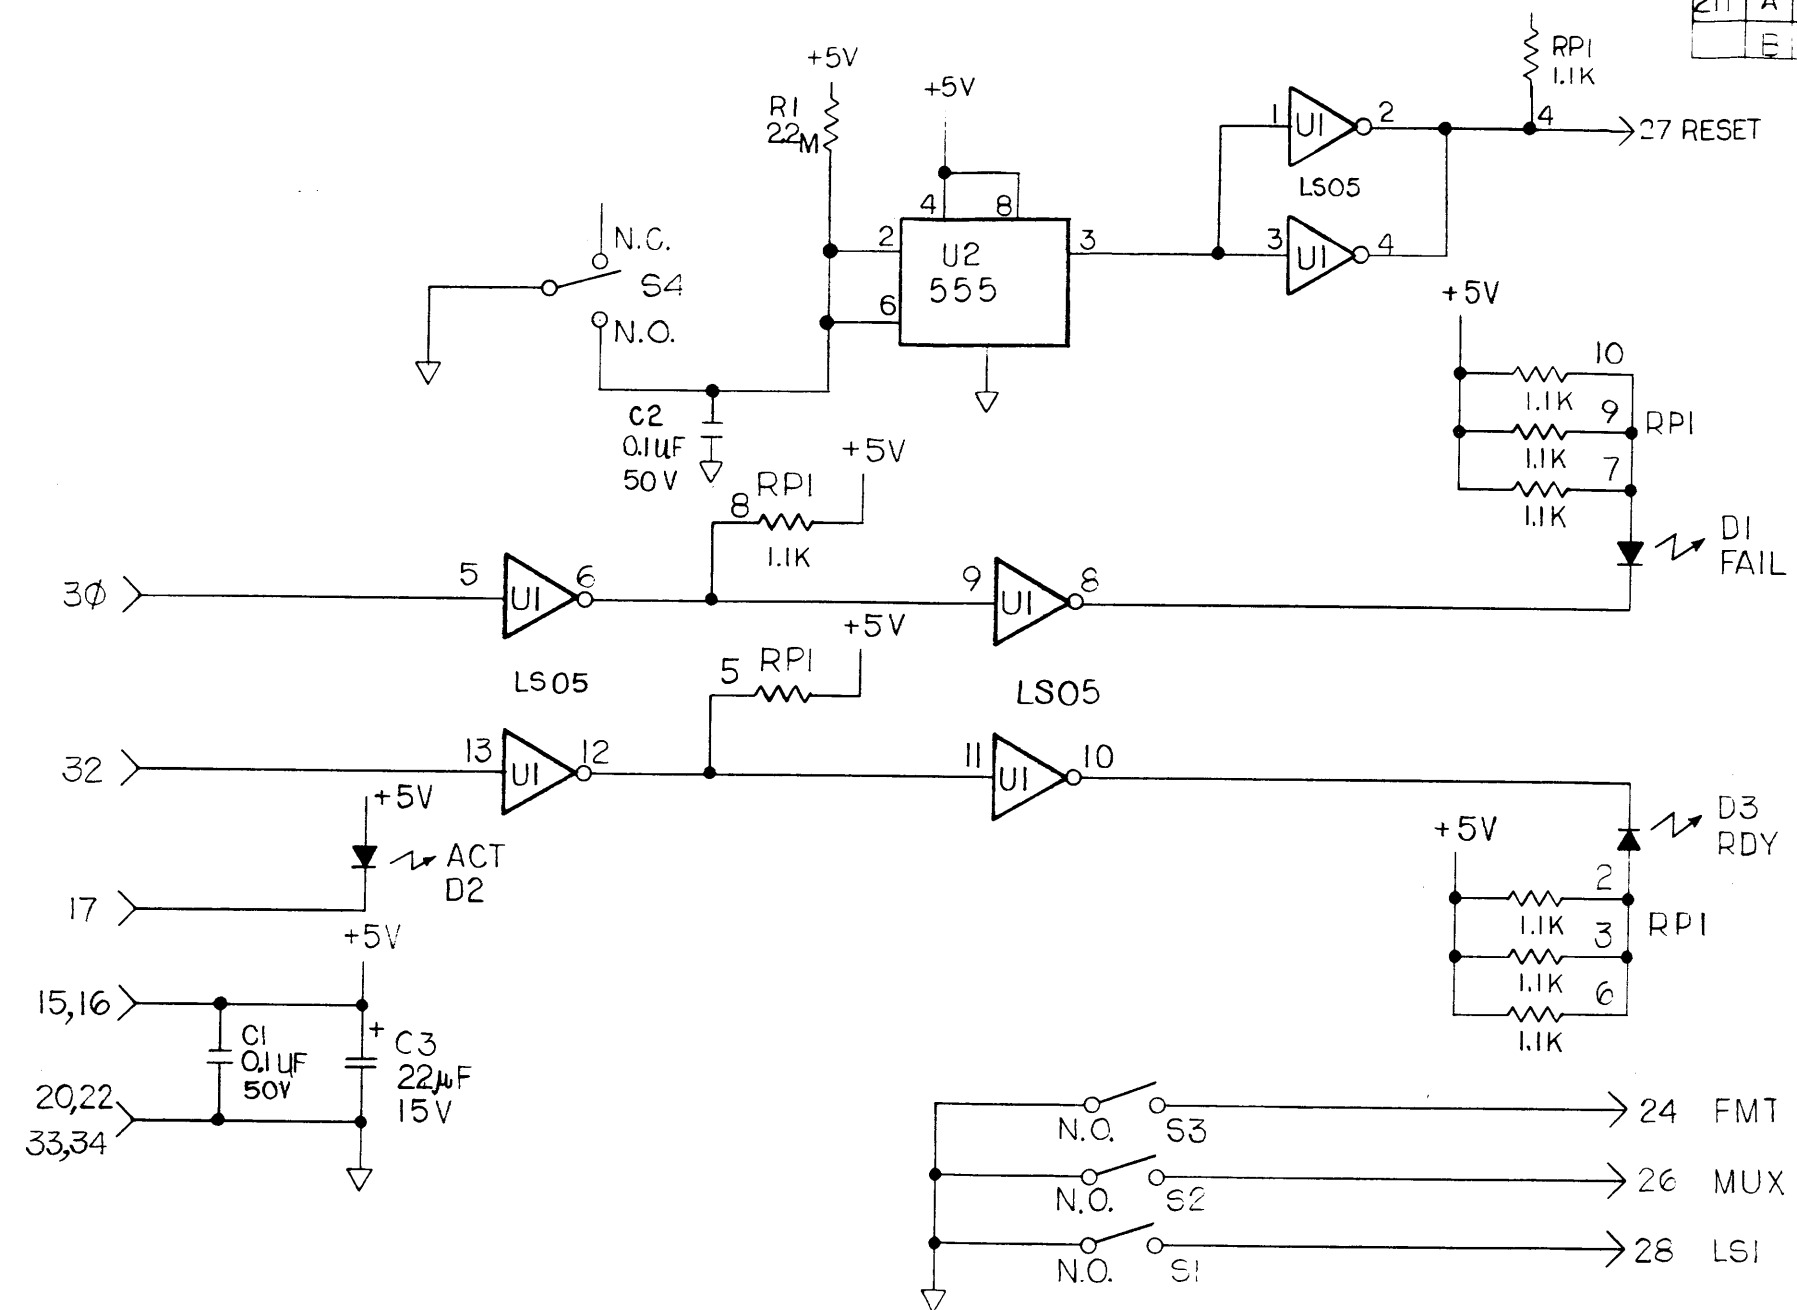 A
E
RP1
1.1K
+5V
R1
2.2M
+5V
4
8
2
6
3
U2
555
1
U1
2
LS05
3
U1
4
4
27 RESET
N.C.
S4
N.O.
C2
0.1UF
50V
+5V
10
1.1K
9
RP1
1.1K
7
1.1K
D1
FAIL
+5V
RP1
8
1.1K
30
5
U1
6
9
U1
8
LS05
+5V
RP1
5
LS05
32
13
U1
12
11
U1
10
+5V
ACT
D2
17
D3
RDY
+5V
2
1.1K
RP1
3
1.1K
6
1.1K
+5V
15,16
C1
0.1UF
50V
+
C3
22μF
15V
20,22
33,34
N.O.
S3
24 FMT
N.O.
S2
26 MUX
N.O.
S1
28 LSI